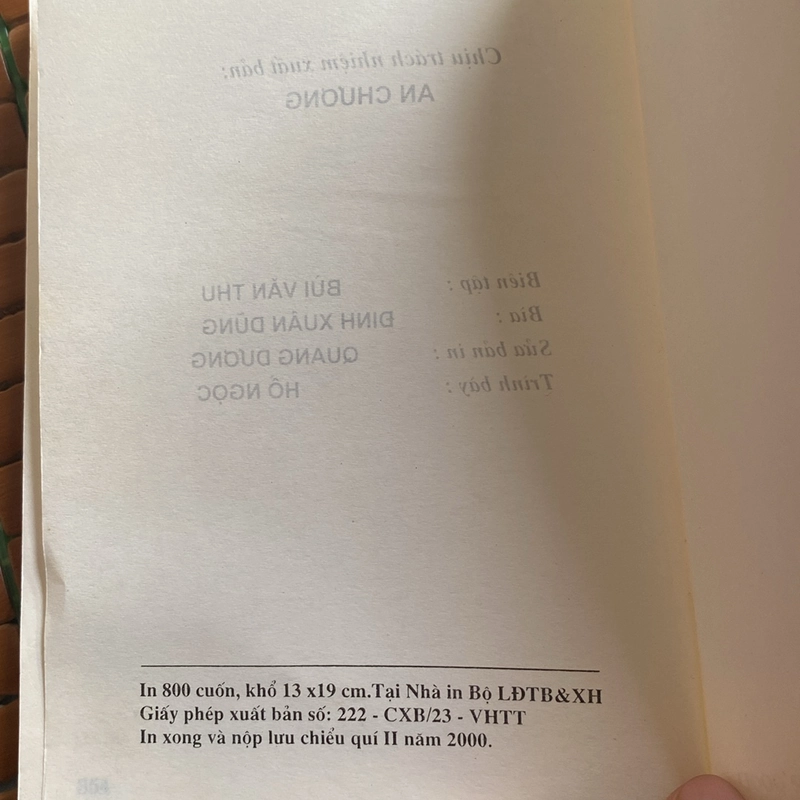 Chịu trách nhiệm xuất bản:
AN CHƯƠNG
Biên tập : BÙI VĂN THU
Bìa : ĐINH XUÂN DŨNG
Sửa bản in : QUANG DƯƠNG
Trình bày : HỒ NGỌC
In 800 cuốn, khổ 13 x19 cm.Tại Nhà in Bộ LĐTB&XH
Giấy phép xuất bản số: 222 - CXB/23 - VHTT
In xong và nộp lưu chiểu quí II năm 2000.